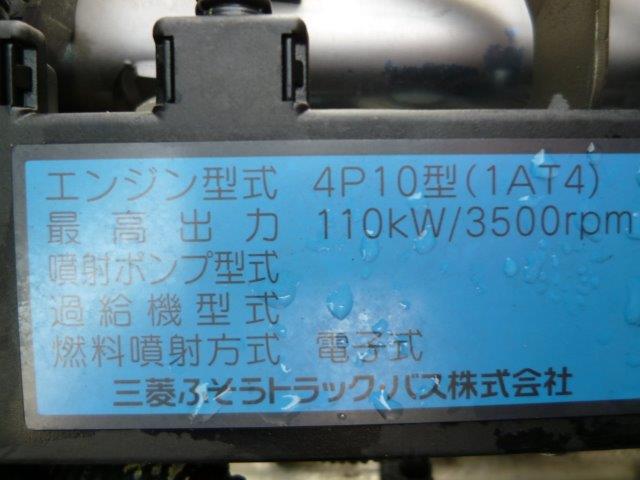 エンジン型式 4P10型(1AT4)
最高出力 110kW/3500rpm
噴射ポンプ型式
過給機型式
燃料噴射方式 電子式
三菱ふそうトラック・バス株式会社